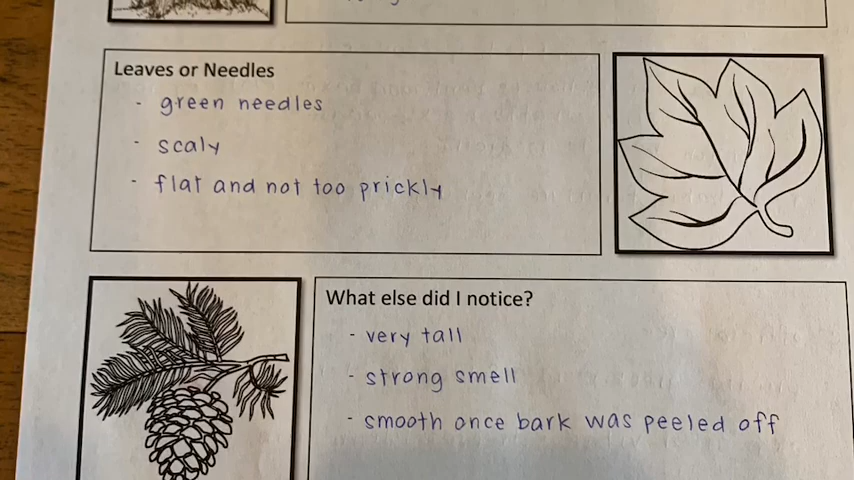 Leaves or Needles
- green needles
- scaly
- flat and not too prickly
What else did I notice?
- very tall
- strong smell
- smooth once bark was peeled off